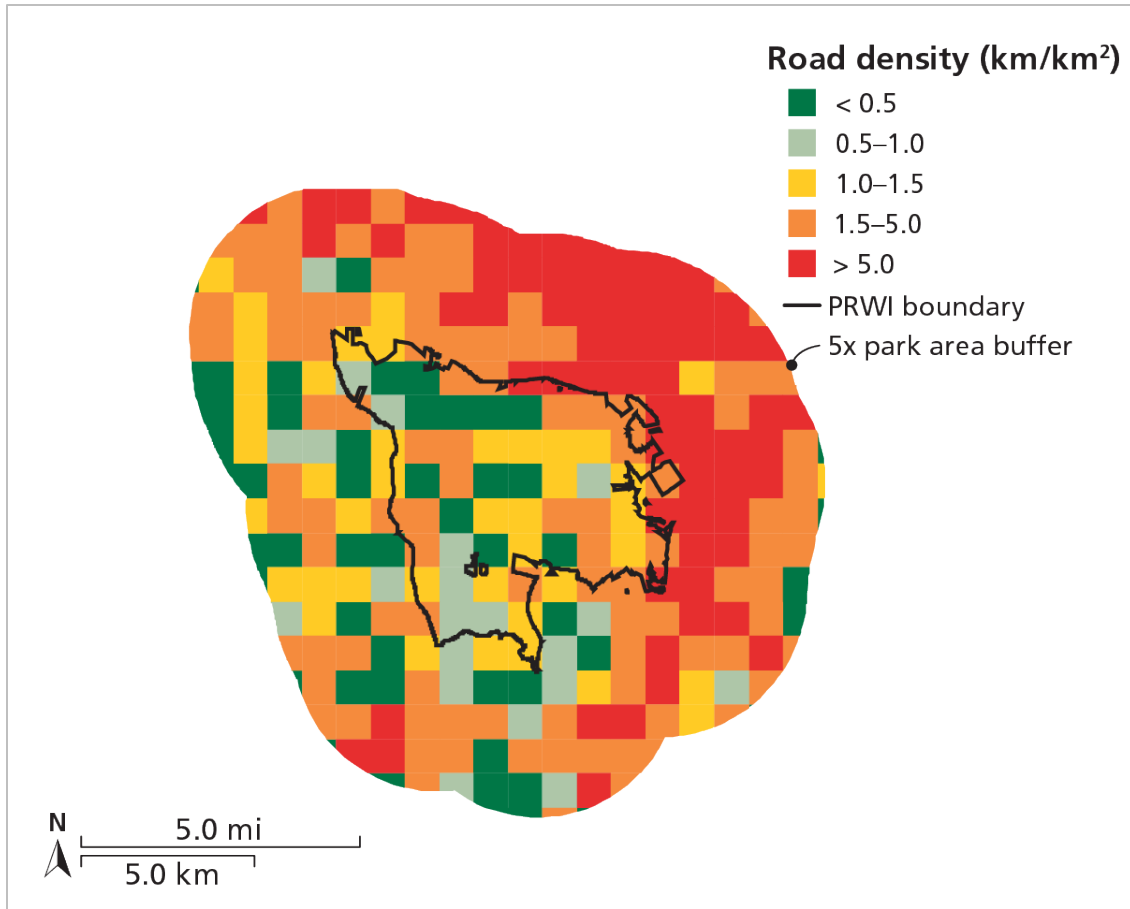 Road density (km/km²)
< 0.5
0.5–1.0
1.0–1.5
1.5–5.0
> 5.0
PRWI boundary
5x park area buffer
N
5.0 mi
5.0 km